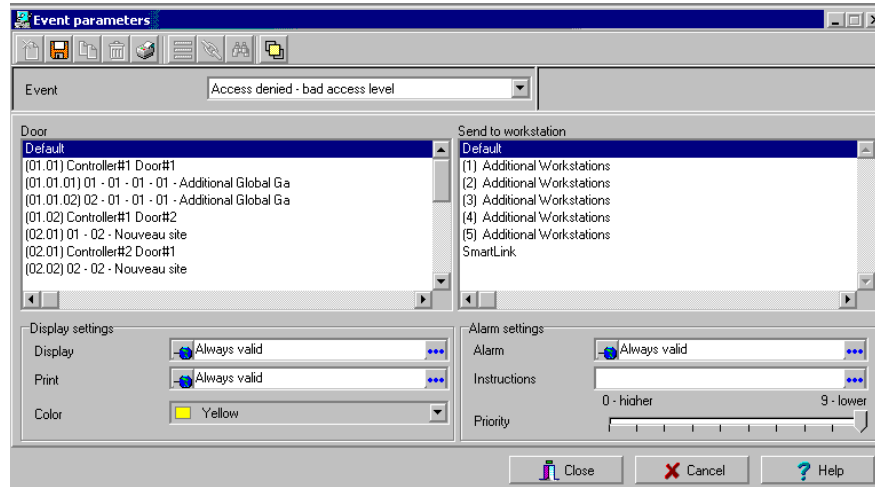 Event parameters
Event Access denied - bad access level
Door
Default
(01.01) Controller#1 Door#1
(01.01.01) 01 - 01 - 01 - 01 - Additional Global Ga
(01.01.02) 02 - 01 - 01 - 01 - Additional Global Ga
(01.02) Controller#1 Door#2
(02.01) 01 - 02 - Nouveau site
(02.01) Controller#2 Door#1
(02.02) 02 - 02 - Nouveau site
Send to workstation
Default
(1) Additional Workstations
(2) Additional Workstations
(3) Additional Workstations
(4) Additional Workstations
(5) Additional Workstations
SmartLink
Display settings
Display Always valid
Print Always valid
Color Yellow
Alarm settings
Alarm Always valid
Instructions
0 - higher 9 - lower
Priority
Close Cancel ? Help